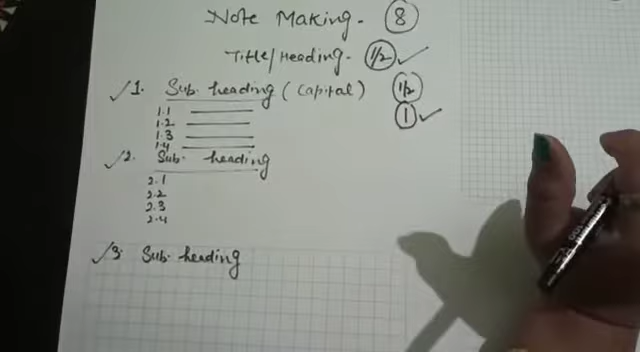 Note Making. 8
Title/Heading. 1/2 ✓
✓1. Sub. heading (Capital) 1/2
1.1
1 ✓
1.2
1.3
1.4
✓2. Sub. heading
2.1
2.2
2.3
2.4
✓3. Sub. heading